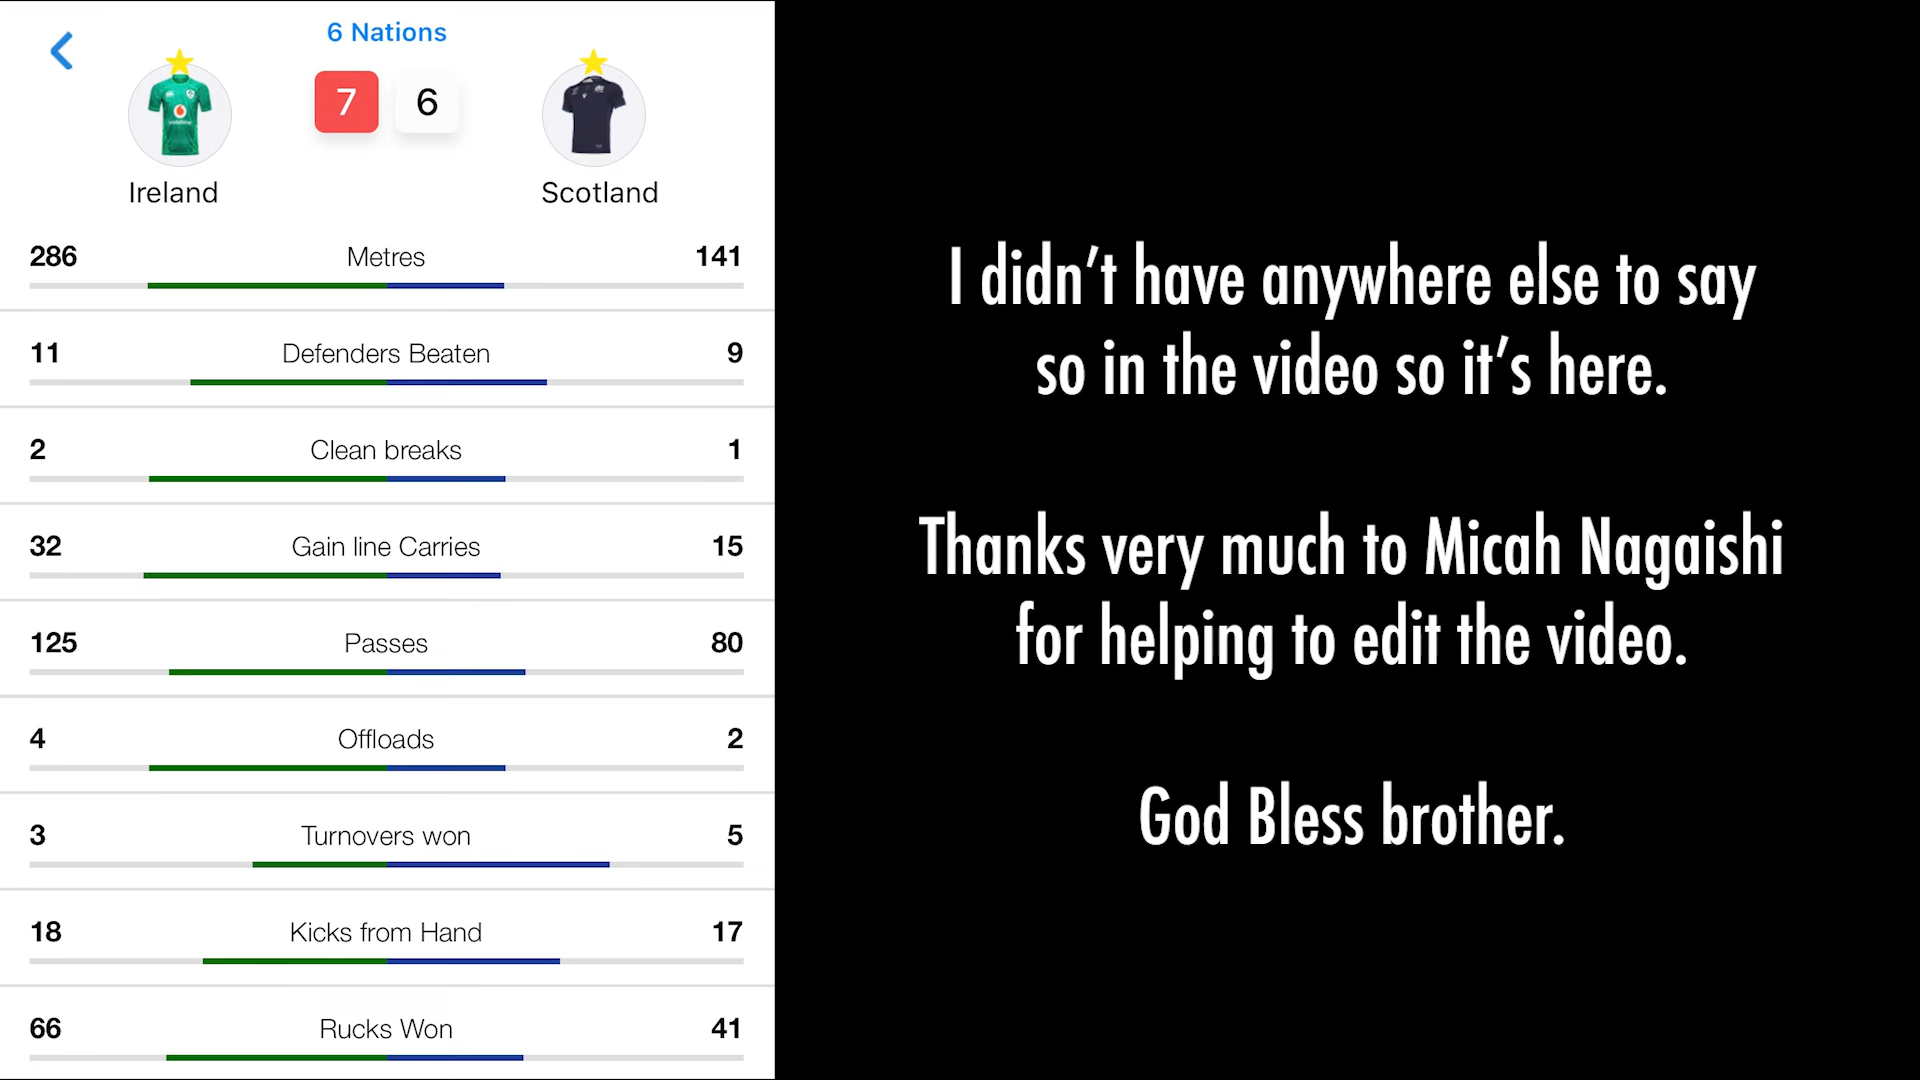 6 Nations
7 6
Ireland Scotland
286 Metres 141
11 Defenders Beaten 9
2 Clean breaks 1
32 Gain line Carries 15
125 Passes 80
4 Offloads 2
3 Turnovers won 5
18 Kicks from Hand 17
66 Rucks Won 41
I didn’t have anywhere else to say
so in the video so it’s here.
Thanks very much to Micah Nagaishi
for helping to edit the video.
God Bless brother.